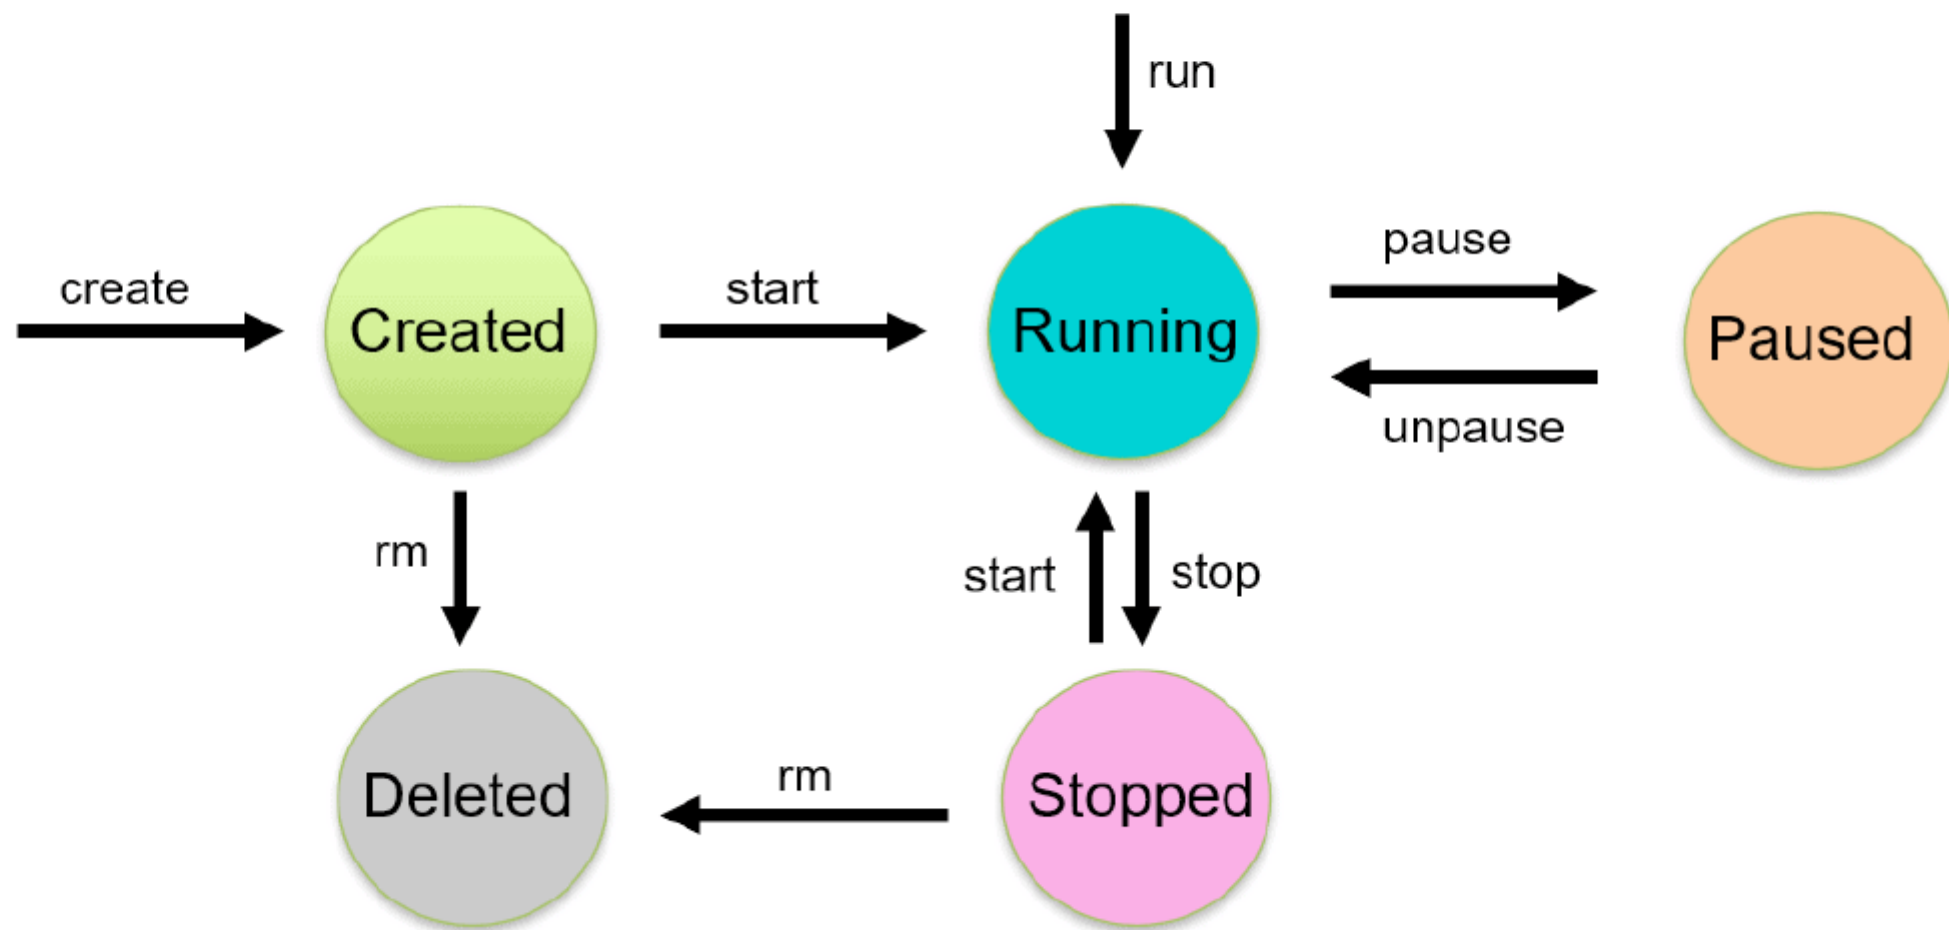 run
create
Created
start
Running
pause
unpause
Paused
rm
start
stop
Deleted
rm
Stopped